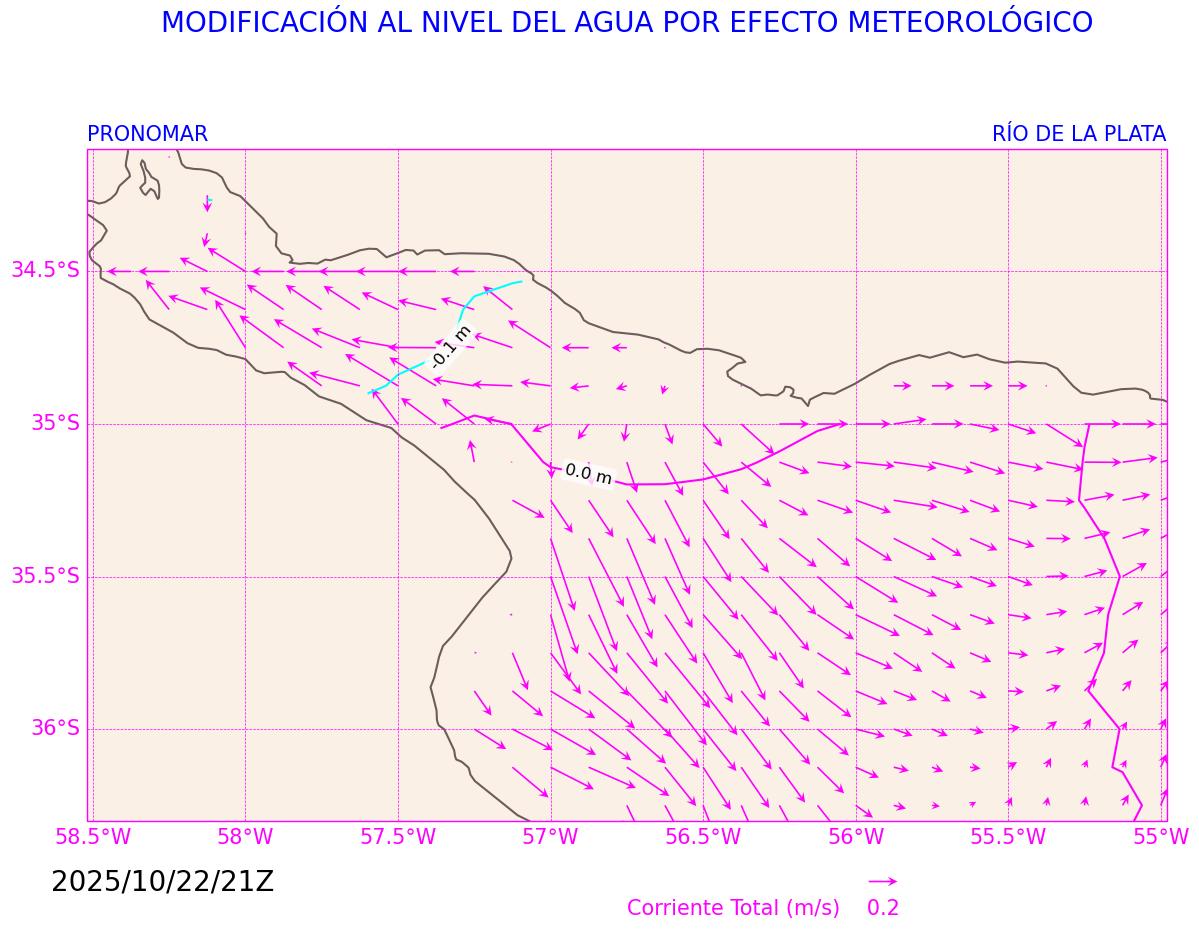 MODIFICACIÓN AL NIVEL DEL AGUA POR EFECTO METEOROLÓGICO
PRONOMAR
RÍO DE LA PLATA
34.5°S
-0.1 m
35°S
0.0 m
35.5°S
36°S
58.5°W
58°W
57.5°W
57°W
56.5°W
56°W
55.5°W
55°W
2025/10/22/21Z
Corriente Total (m/s)
0.2